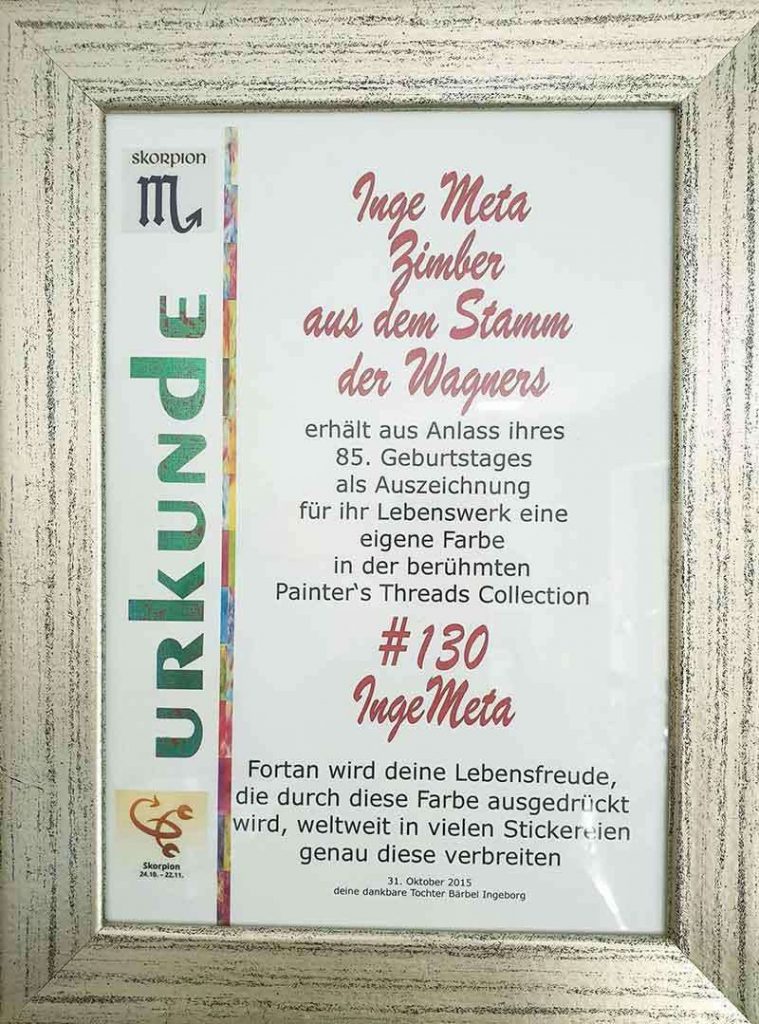 skorpion
urkunde
Inge Meta
Zimber
aus dem Stamm
der Wagners
erhält aus Anlass ihres
85. Geburtstages
als Auszeichnung
für ihr Lebenswerk eine
eigene Farbe
in der berühmten
Painter‘s Threads Collection
#130
IngeMeta
Fortan wird deine Lebensfreude,
die durch diese Farbe ausgedrückt
wird, weltweit in vielen Stickereien
genau diese verbreiten
31. Oktober 2015
deine dankbare Tochter Bärbel Ingeborg
Skorpion
24.10. – 22.11.